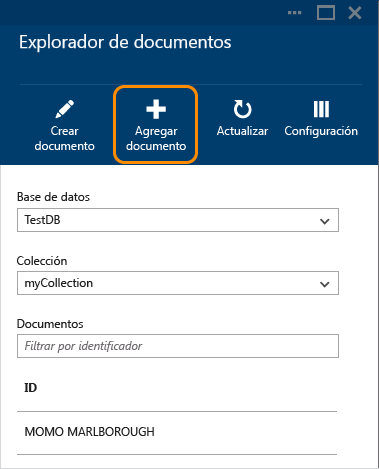 Explorador de documentos
Crear documento
Agregar documento
Actualizar
Configuración
Base de datos
TestDB
Colección
myCollection
Documentos
Filtrar por identificador
ID
MOMO MARLBOROUGH